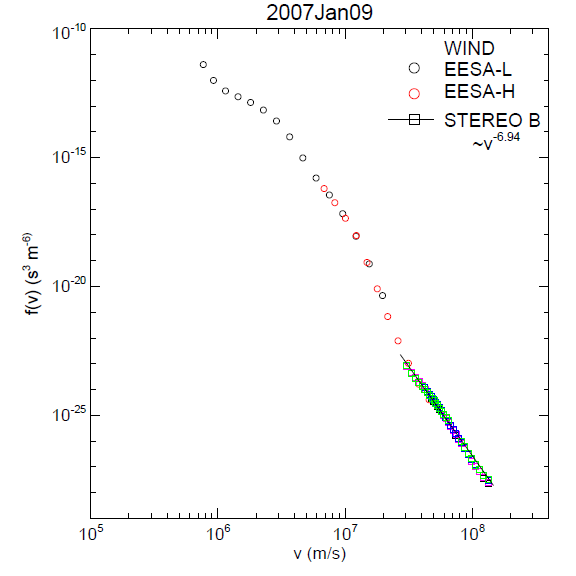 2007Jan09
WIND
EESA-L
EESA-H
STEREO B
~v^-6.94
10^-10
10^-15
10^-20
10^-25
f(v) (s^3 m^-6)
10^5 10^6 10^7 10^8
v (m/s)